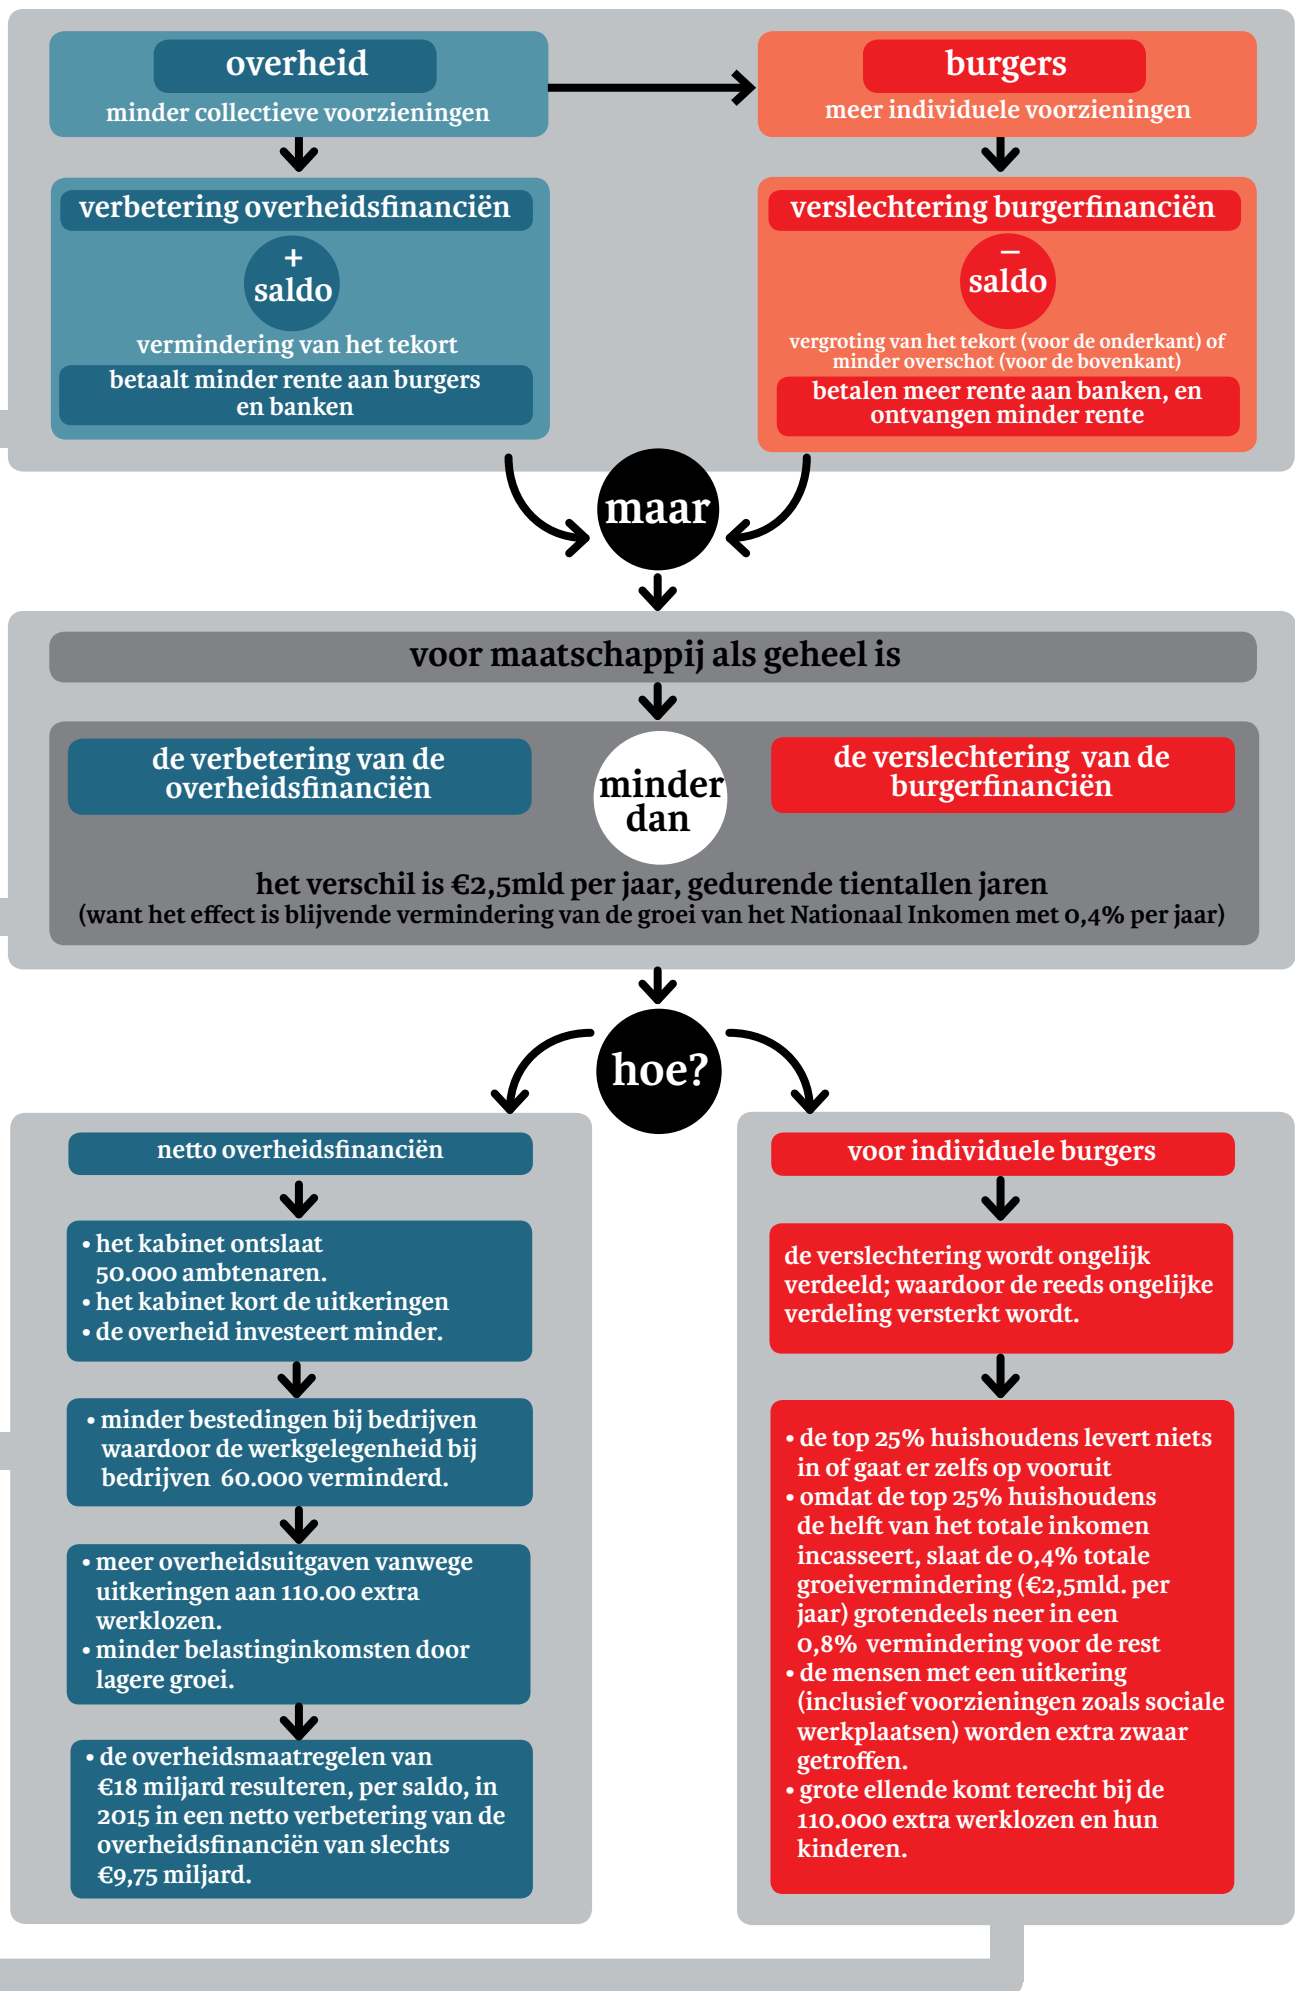 overheid
minder collectieve voorzieningen
burgers
meer individuele voorzieningen
verbetering overheidsfinanciën
+
saldo
vermindering van het tekort
betaalt minder rente aan burgers
en banken
verslechtering burgerfinanciën
–
saldo
vergroting van het tekort (voor de onderkant) of
minder overschot (voor de bovenkant)
betalen meer rente aan banken, en
ontvangen minder rente
maar
voor maatschappij als geheel is
de verbetering van de
overheidsfinanciën
minder
dan
de verslechtering van de
burgerfinanciën
het verschil is €2,5mld per jaar, gedurende tientallen jaren
(want het effect is blijvende vermindering van de groei van het Nationaal Inkomen met 0,4% per jaar)
hoe?
netto overheidsfinanciën
• het kabinet ontslaat
50.000 ambtenaren.
• het kabinet kort de uitkeringen
• de overheid investeert minder.
• minder bestedingen bij bedrijven
waardoor de werkgelegenheid bij
bedrijven 60.000 verminderd.
• meer overheidsuitgaven vanwege
uitkeringen aan 110.00 extra
werklozen.
• minder belastinginkomsten door
lagere groei.
• de overheidsmaatregelen van
€18 miljard resulteren, per saldo, in
2015 in een netto verbetering van de
overheidsfinanciën van slechts
€9,75 miljard.
voor individuele burgers
de verslechtering wordt ongelijk
verdeeld; waardoor de reeds ongelijke
verdeling versterkt wordt.
• de top 25% huishoudens levert niets
in of gaat er zelfs op vooruit
• omdat de top 25% huishoudens
de helft van het totale inkomen
incasseert, slaat de 0,4% totale
groeivermindering (€2,5mld. per
jaar) grotendeels neer in een
0,8% vermindering voor de rest
• de mensen met een uitkering
(inclusief voorzieningen zoals sociale
werkplaatsen) worden extra zwaar
getroffen.
• grote ellende komt terecht bij de
110.000 extra werklozen en hun
kinderen.